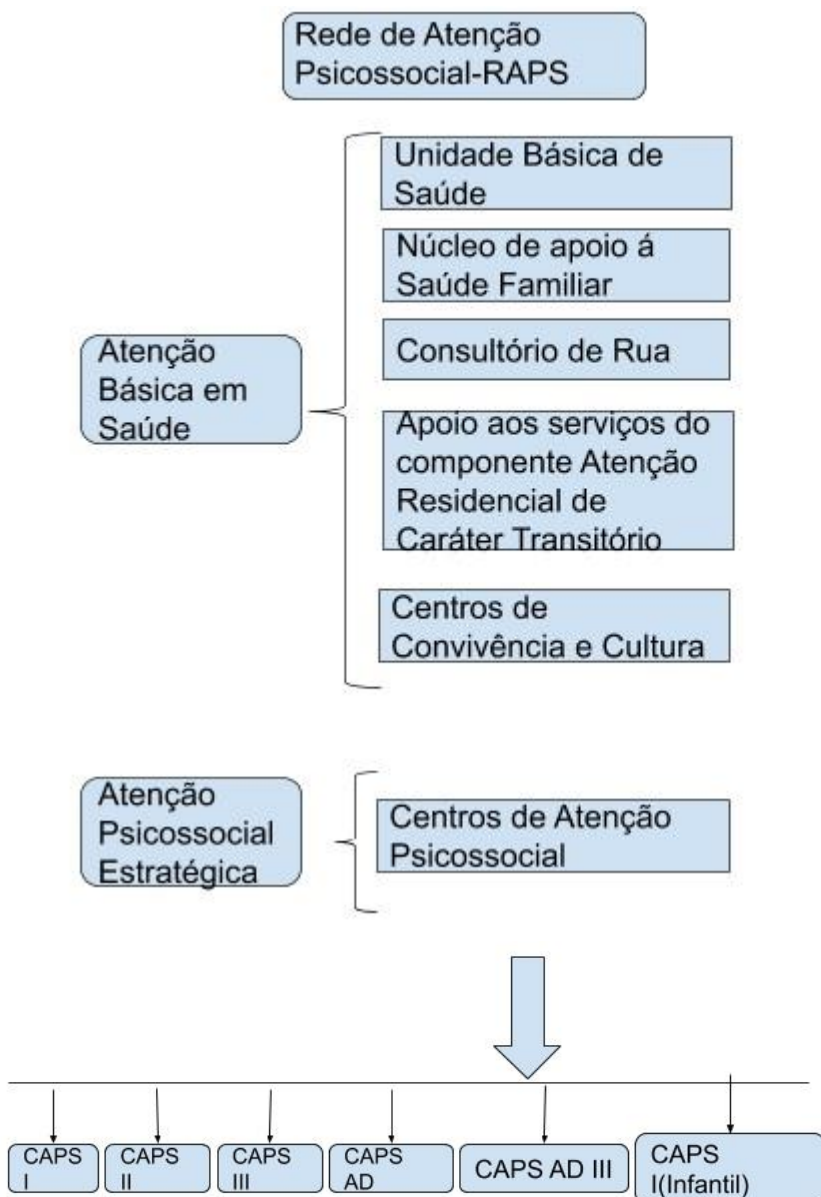 Rede de Atenção
Psicossocial-RAPS
Unidade Básica de
Saúde
Núcleo de apoio á
Saúde Familiar
Consultório de Rua
Atenção
Básica em
Saúde
Apoio aos serviços do
componente Atenção
Residencial de
Caráter Transitório
Centros de
Convivência e Cultura
Atenção
Psicossocial
Estratégica
Centros de Atenção
Psicossocial
CAPS
I
CAPS
II
CAPS
III
CAPS
AD
CAPS AD III
CAPS
I(Infantil)